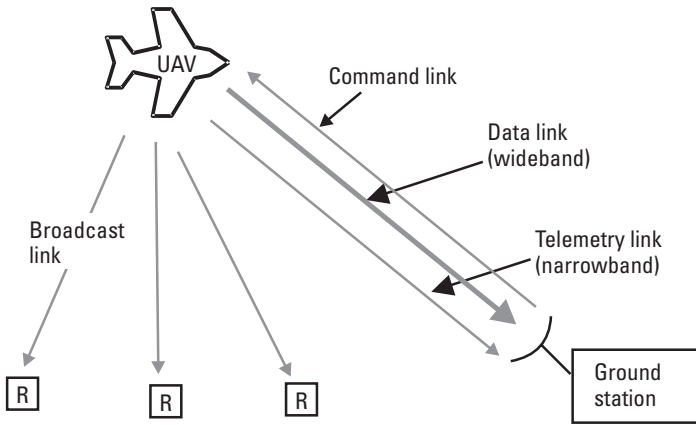 UAV
Command link
Data link
(wideband)
Broadcast
link
Telemetry link
(narrowband)
R
R
R
Ground
station